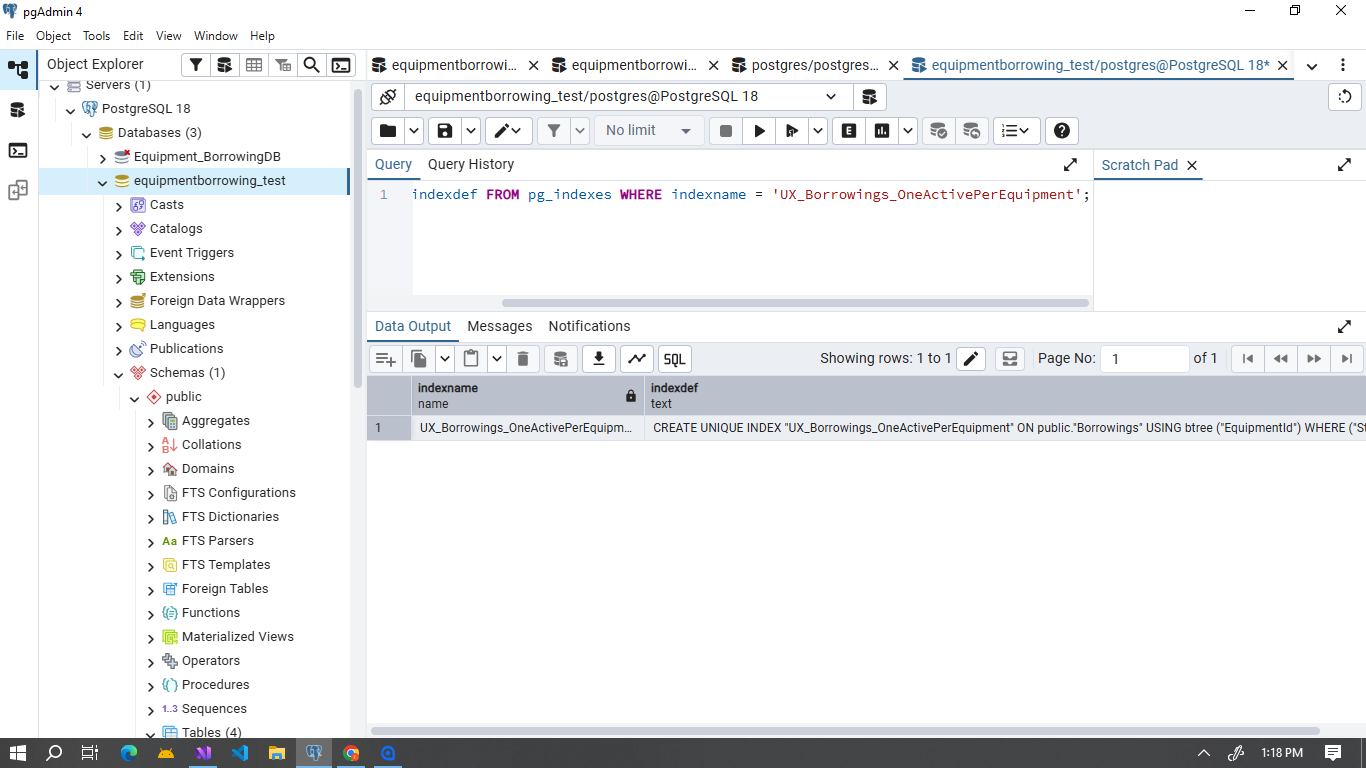 pgAdmin 4
File Object Tools Edit View Window Help
Object Explorer
Servers (1)
PostgreSQL 18
Databases (3)
Equipment_BorrowingDB
equipmentborrowing_test
Casts
Catalogs
Event Triggers
Extensions
Foreign Data Wrappers
Languages
Publications
Schemas (1)
public
Aggregates
Collations
Domains
FTS Configurations
FTS Dictionaries
Aa FTS Parsers
FTS Templates
Foreign Tables
Functions
Materialized Views
Operators
Procedures
1..3 Sequences
Tables (4)
equipmentborrowi... equipmentborrowi... postgres/postgres... equipmentborrowing_test/postgres@PostgreSQL 18*
equipmentborrowing_test/postgres@PostgreSQL 18
No limit E
Query Query History Scratch Pad
1 indexdef FROM pg_indexes WHERE indexname = 'UX_Borrowings_OneActivePerEquipment';
Data Output Messages Notifications
SQL Showing rows: 1 to 1 Page No: 1 of 1
indexname indexdef
name text
1 UX_Borrowings_OneActivePerEquipm... CREATE UNIQUE INDEX "UX_Borrowings_OneActivePerEquipment" ON public."Borrowings" USING btree ("EquipmentId") WHERE ("St
1:18 PM